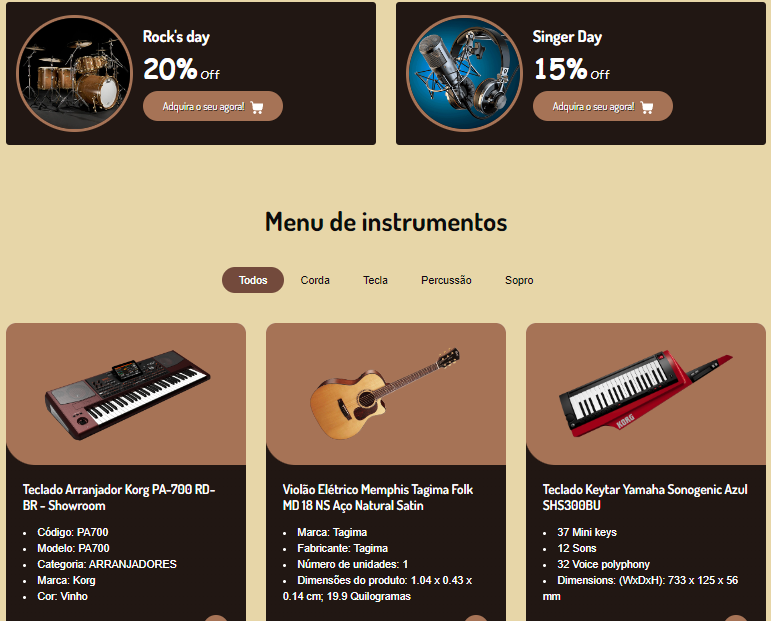 Rock's day
20% Off
Adquira o seu agora!
Singer Day
15% Off
Adquira o seu agora!
Menu de instrumentos
Todos Corda Tecla Percussão Sopro
Teclado Arranjador Korg PA-700 RD-
BR - Showroom
• Código: PA700
• Modelo: PA700
• Categoria: ARRANJADORES
• Marca: Korg
• Cor: Vinho
Violão Elétrico Memphis Tagima Folk
MD 18 NS Aço Natural Satin
• Marca: Tagima
• Fabricante: Tagima
• Número de unidades: 1
• Dimensões do produto: 1.04 x 0.43 x
0.14 cm; 19.9 Quilogramas
KORG
Teclado Keytar Yamaha Sonogenic Azul
SHS300BU
• 37 Mini keys
• 12 Sons
• 32 Voice polyphony
• Dimensions: (WxDxH): 733 x 125 x 56
mm